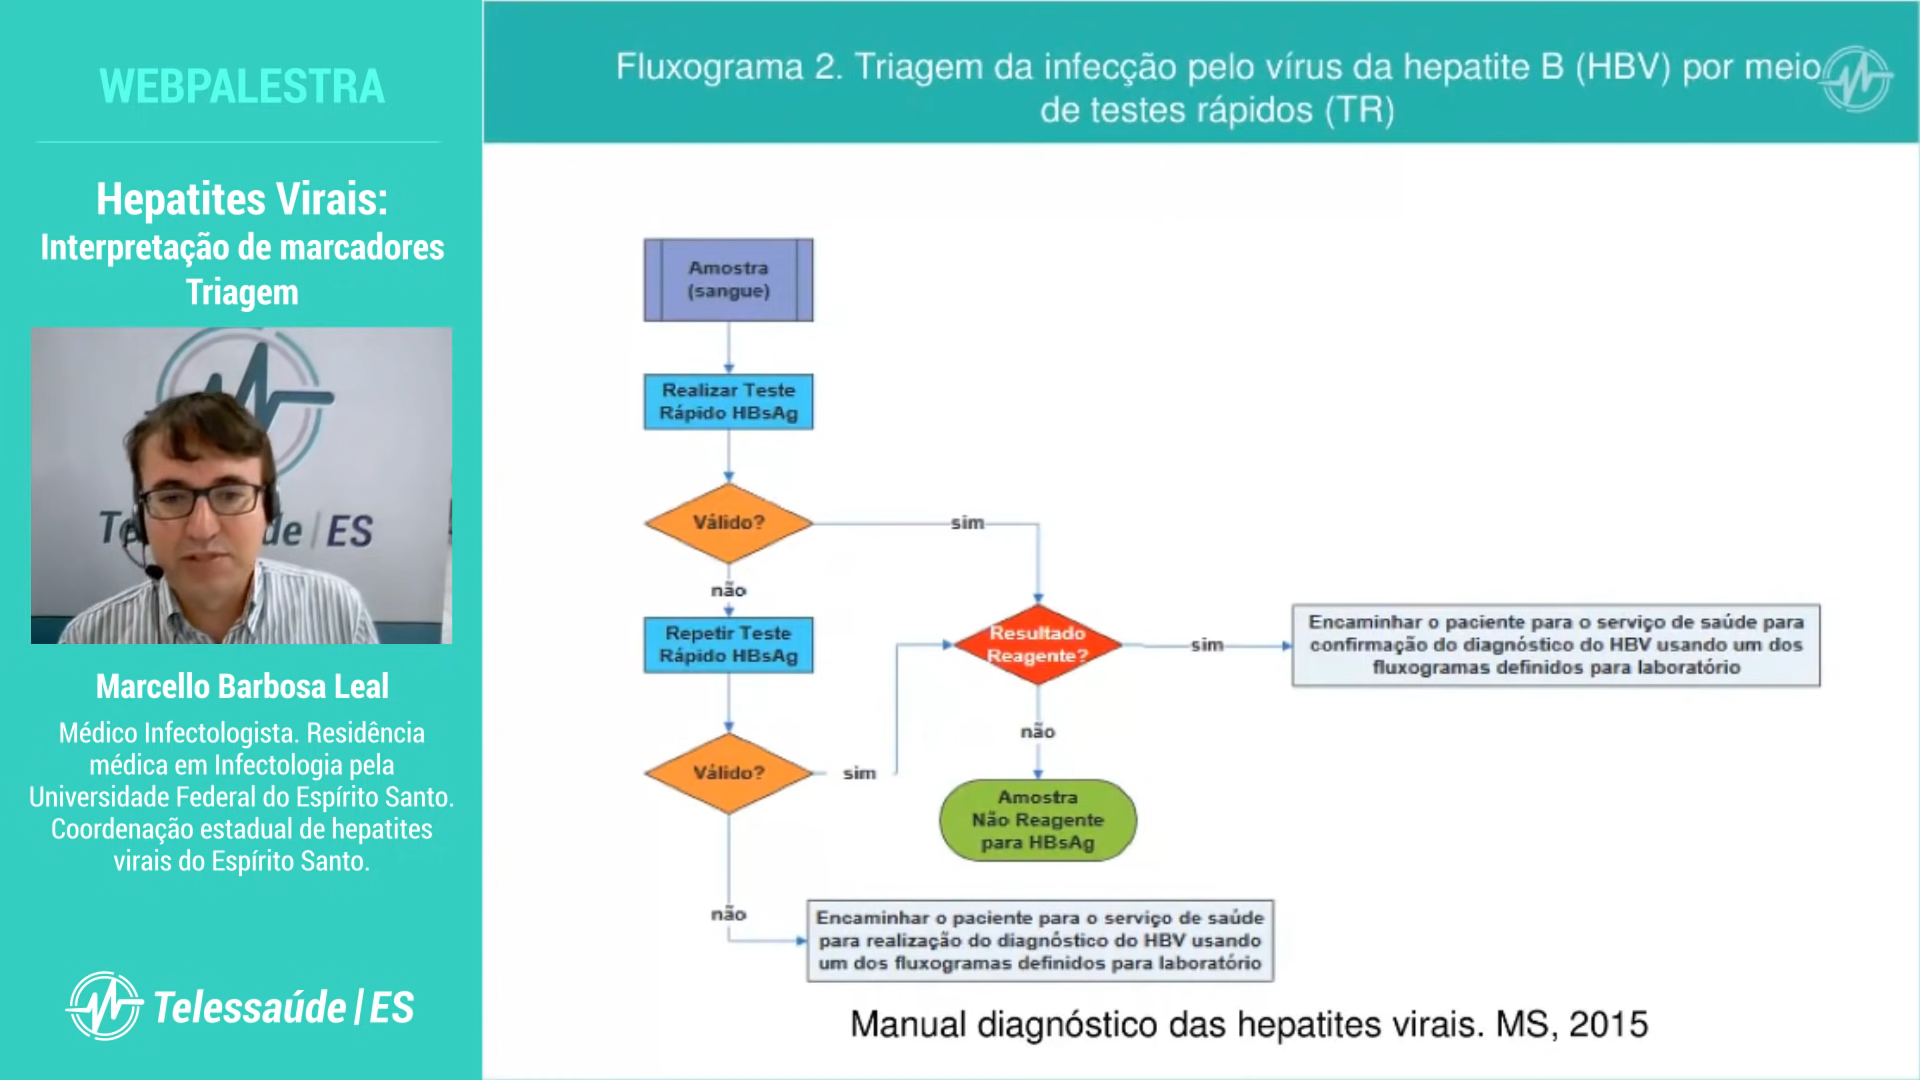 WEBPALESTRA
Hepatites Virais:
Interpretação de marcadores
Triagem
Te de | ES
Marcello Barbosa Leal
Médico Infectologista. Residência
médica em Infectologia pela
Universidade Federal do Espírito Santo.
Coordenação estadual de hepatites
virais do Espírito Santo.
Telessaúde | ES
Fluxograma 2. Triagem da infecção pelo vírus da hepatite B (HBV) por meio
de testes rápidos (TR)
Amostra
(sangue)
Realizar Teste
Rápido HBsAg
Válido?
sim
não
Repetir Teste
Rápido HBsAg
Resultado
Reagente?
sim
Encaminhar o paciente para o serviço de saúde para
confirmação do diagnóstico do HBV usando um dos
fluxogramas definidos para laboratório
não
Válido?
sim
Amostra
Não Reagente
para HBsAg
não
Encaminhar o paciente para o serviço de saúde
para realização do diagnóstico do HBV usando
um dos fluxogramas definidos para laboratório
Manual diagnóstico das hepatites virais. MS, 2015